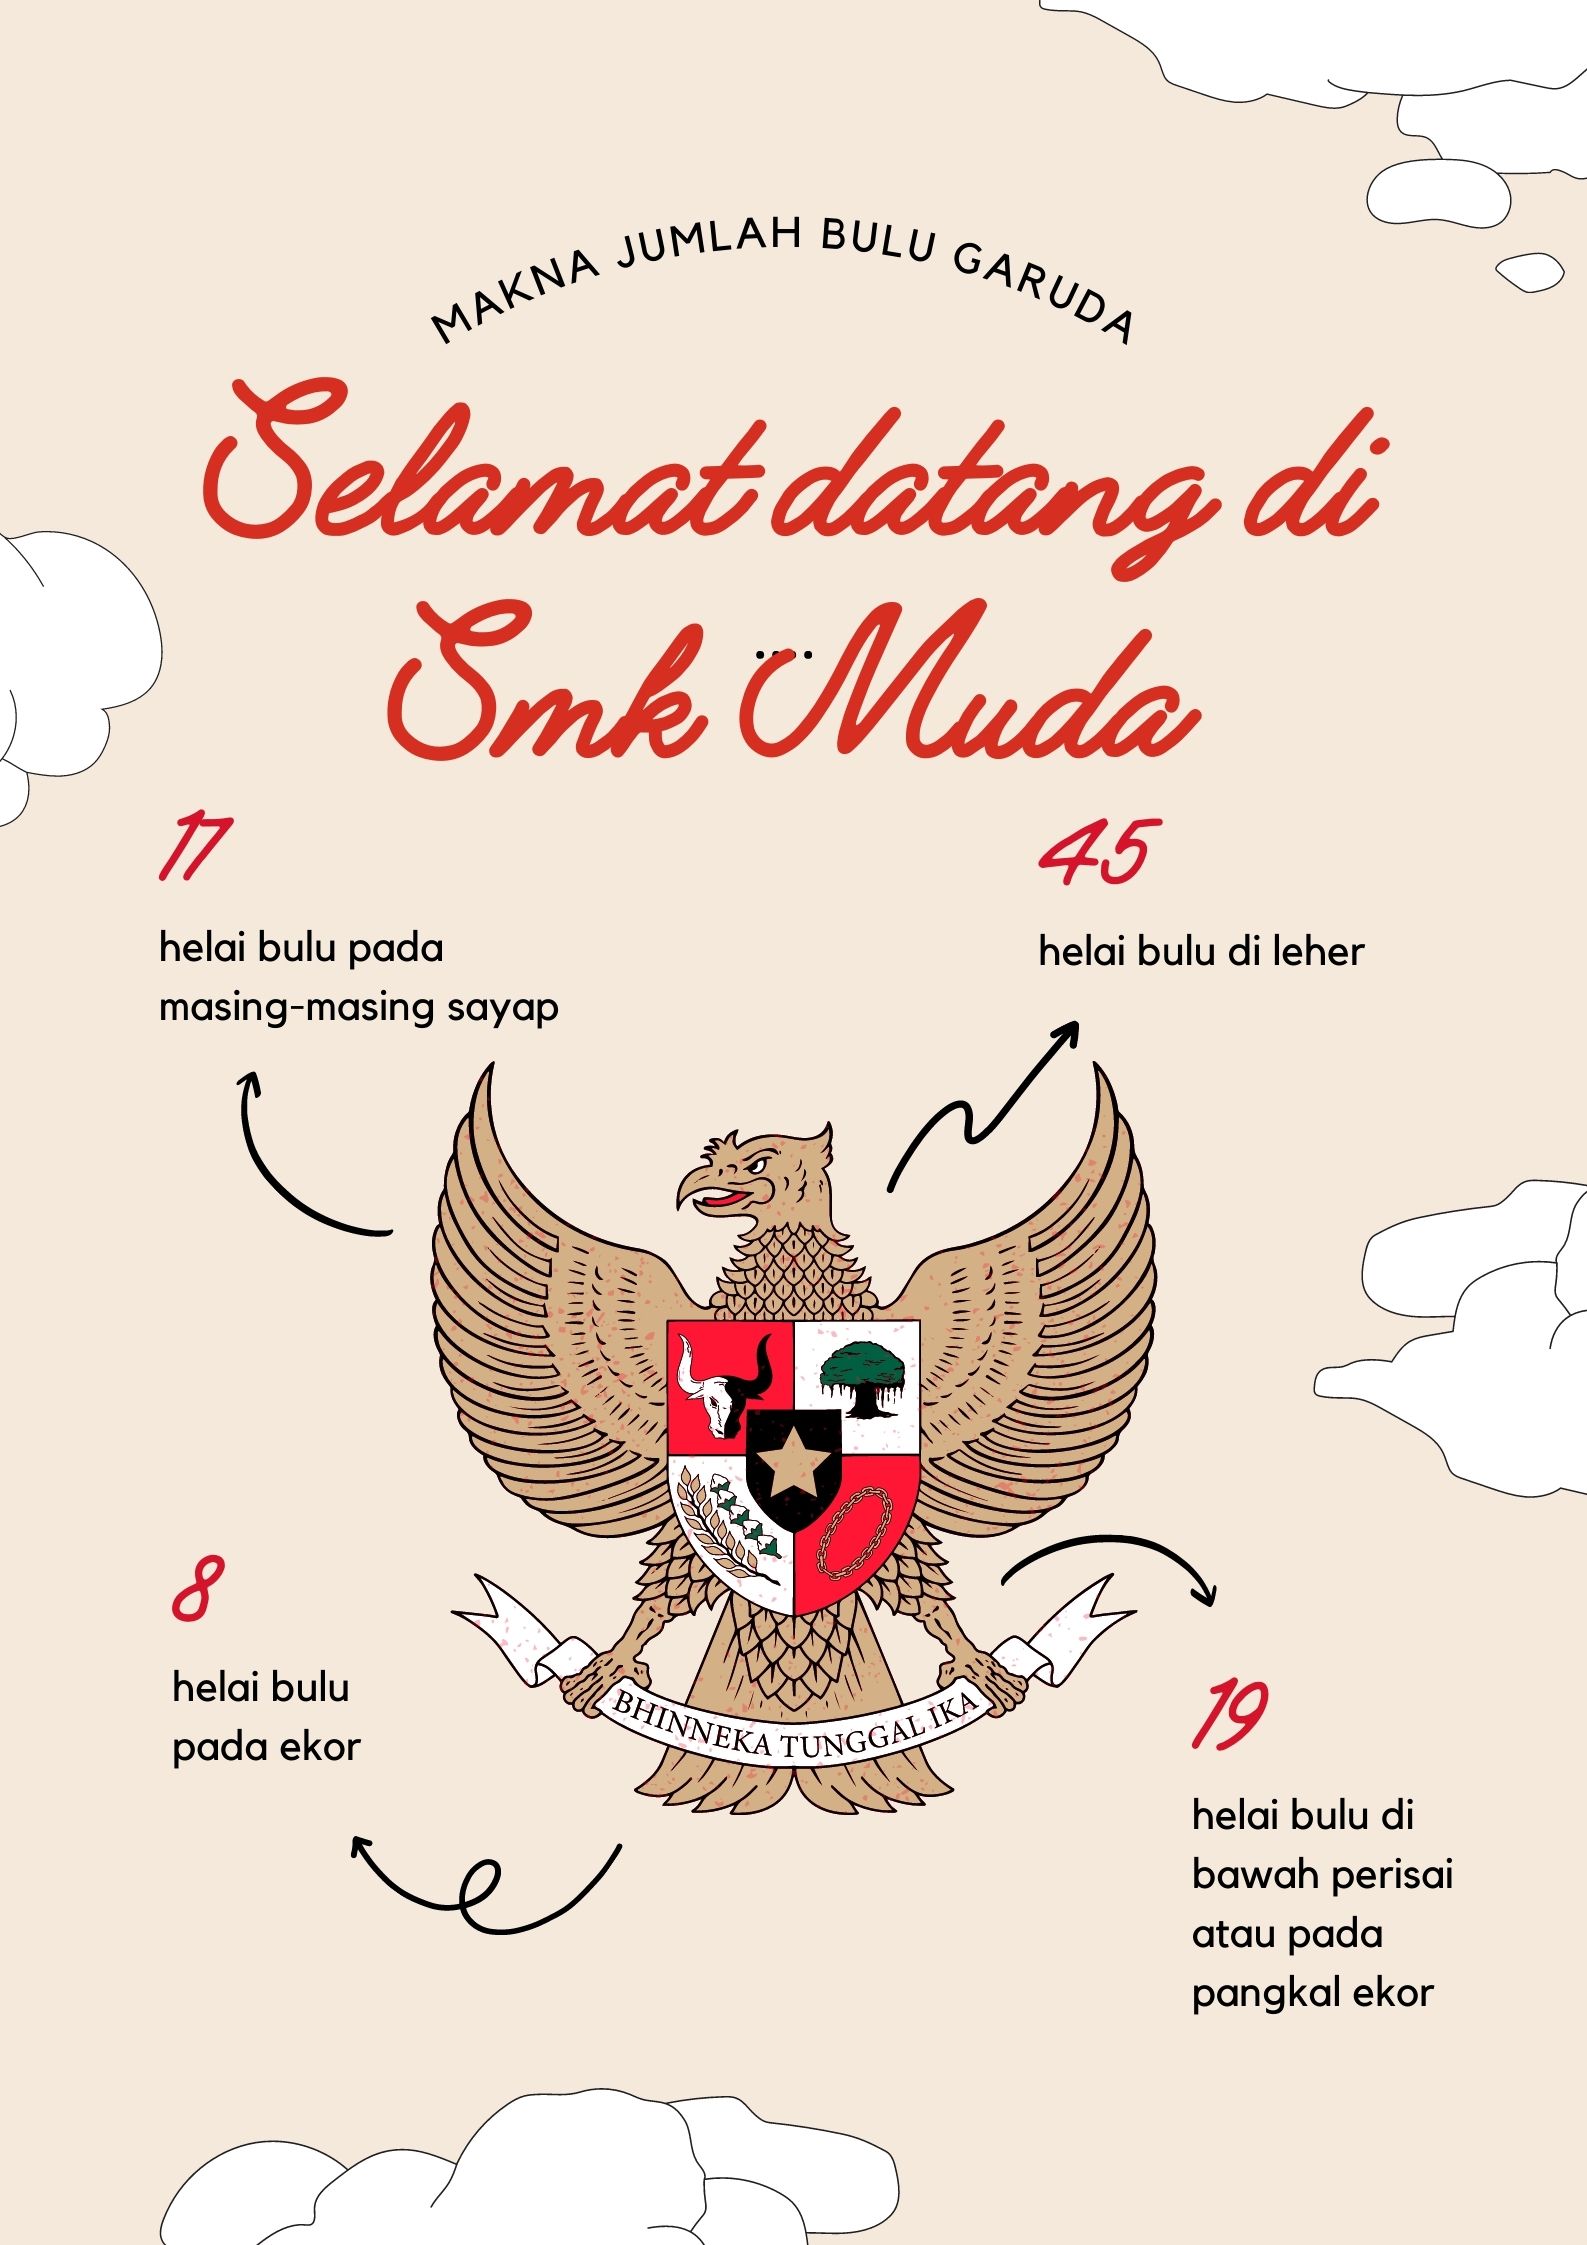 MAKNA JUMLAH BULU GARUDA
Selamat datang di
Smk Muda
....
17
helai bulu pada
masing-masing sayap
45
helai bulu di leher
BHINNEKA TUNGGAL IKA
8
helai bulu
pada ekor
19
helai bulu di
bawah perisai
atau pada
pangkal ekor